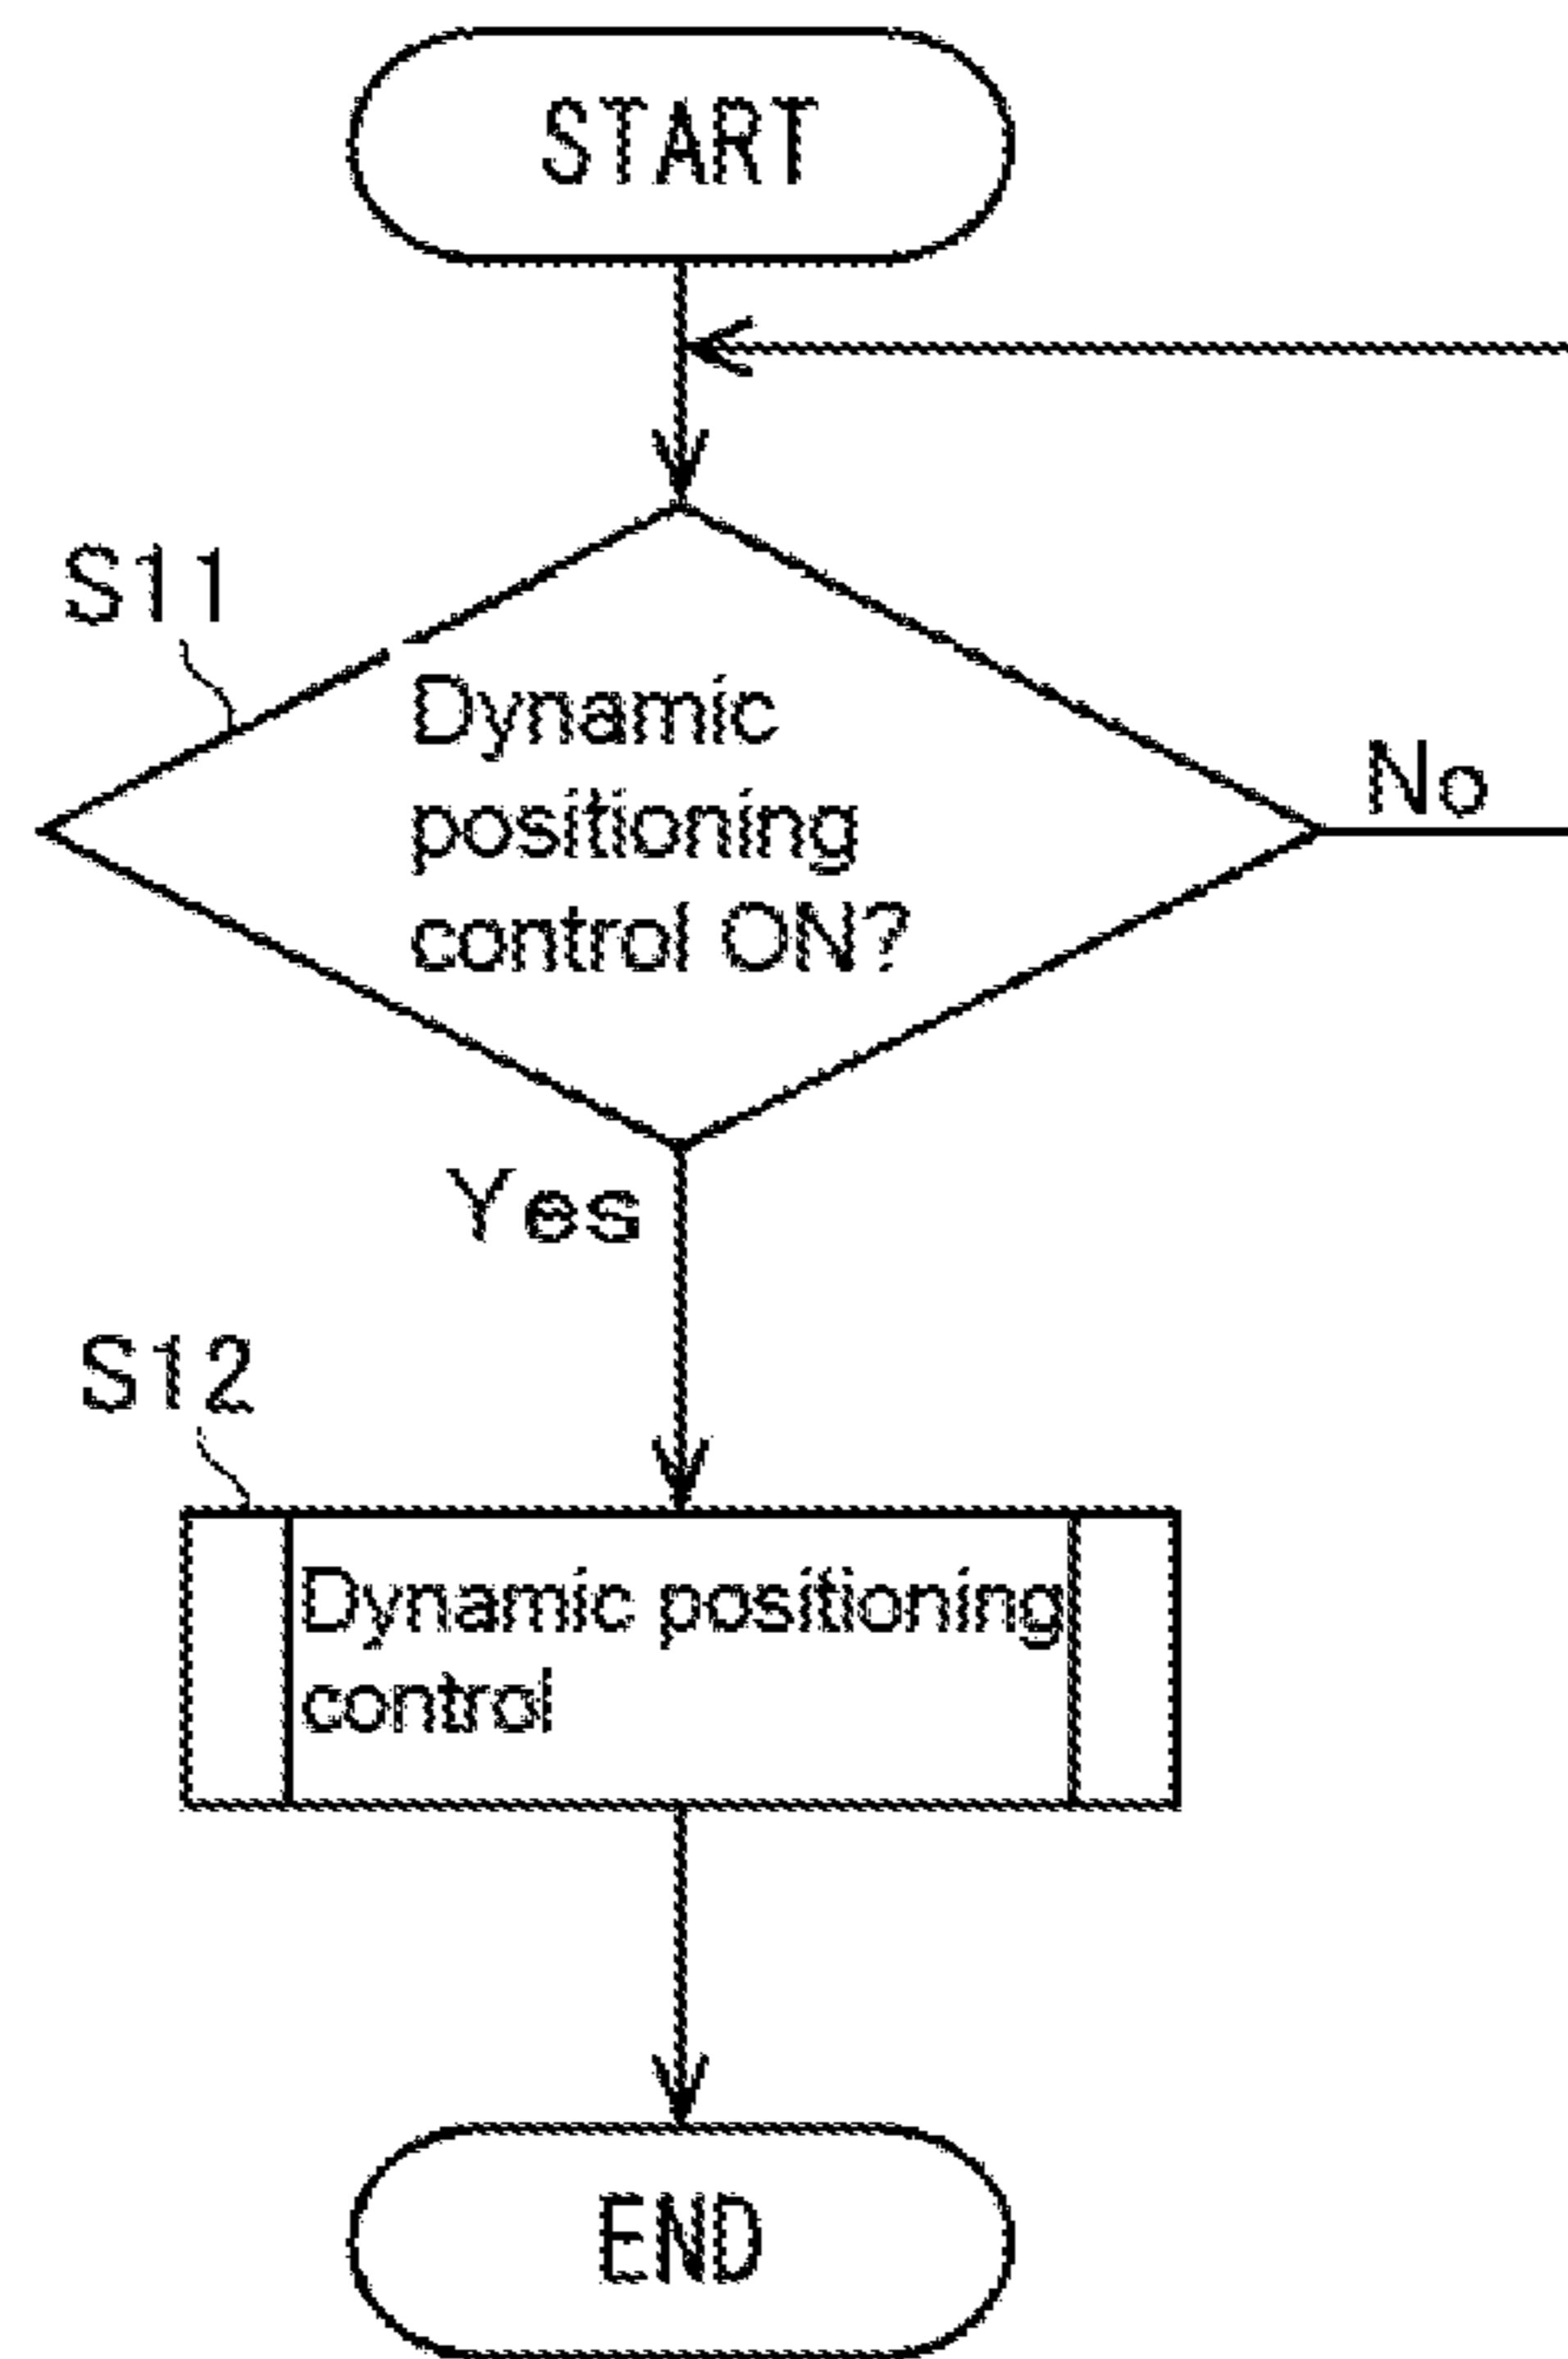 START
S11
Dynamic
positioning
control ON?
No
Yes
S12
Dynamic positioning
control
END